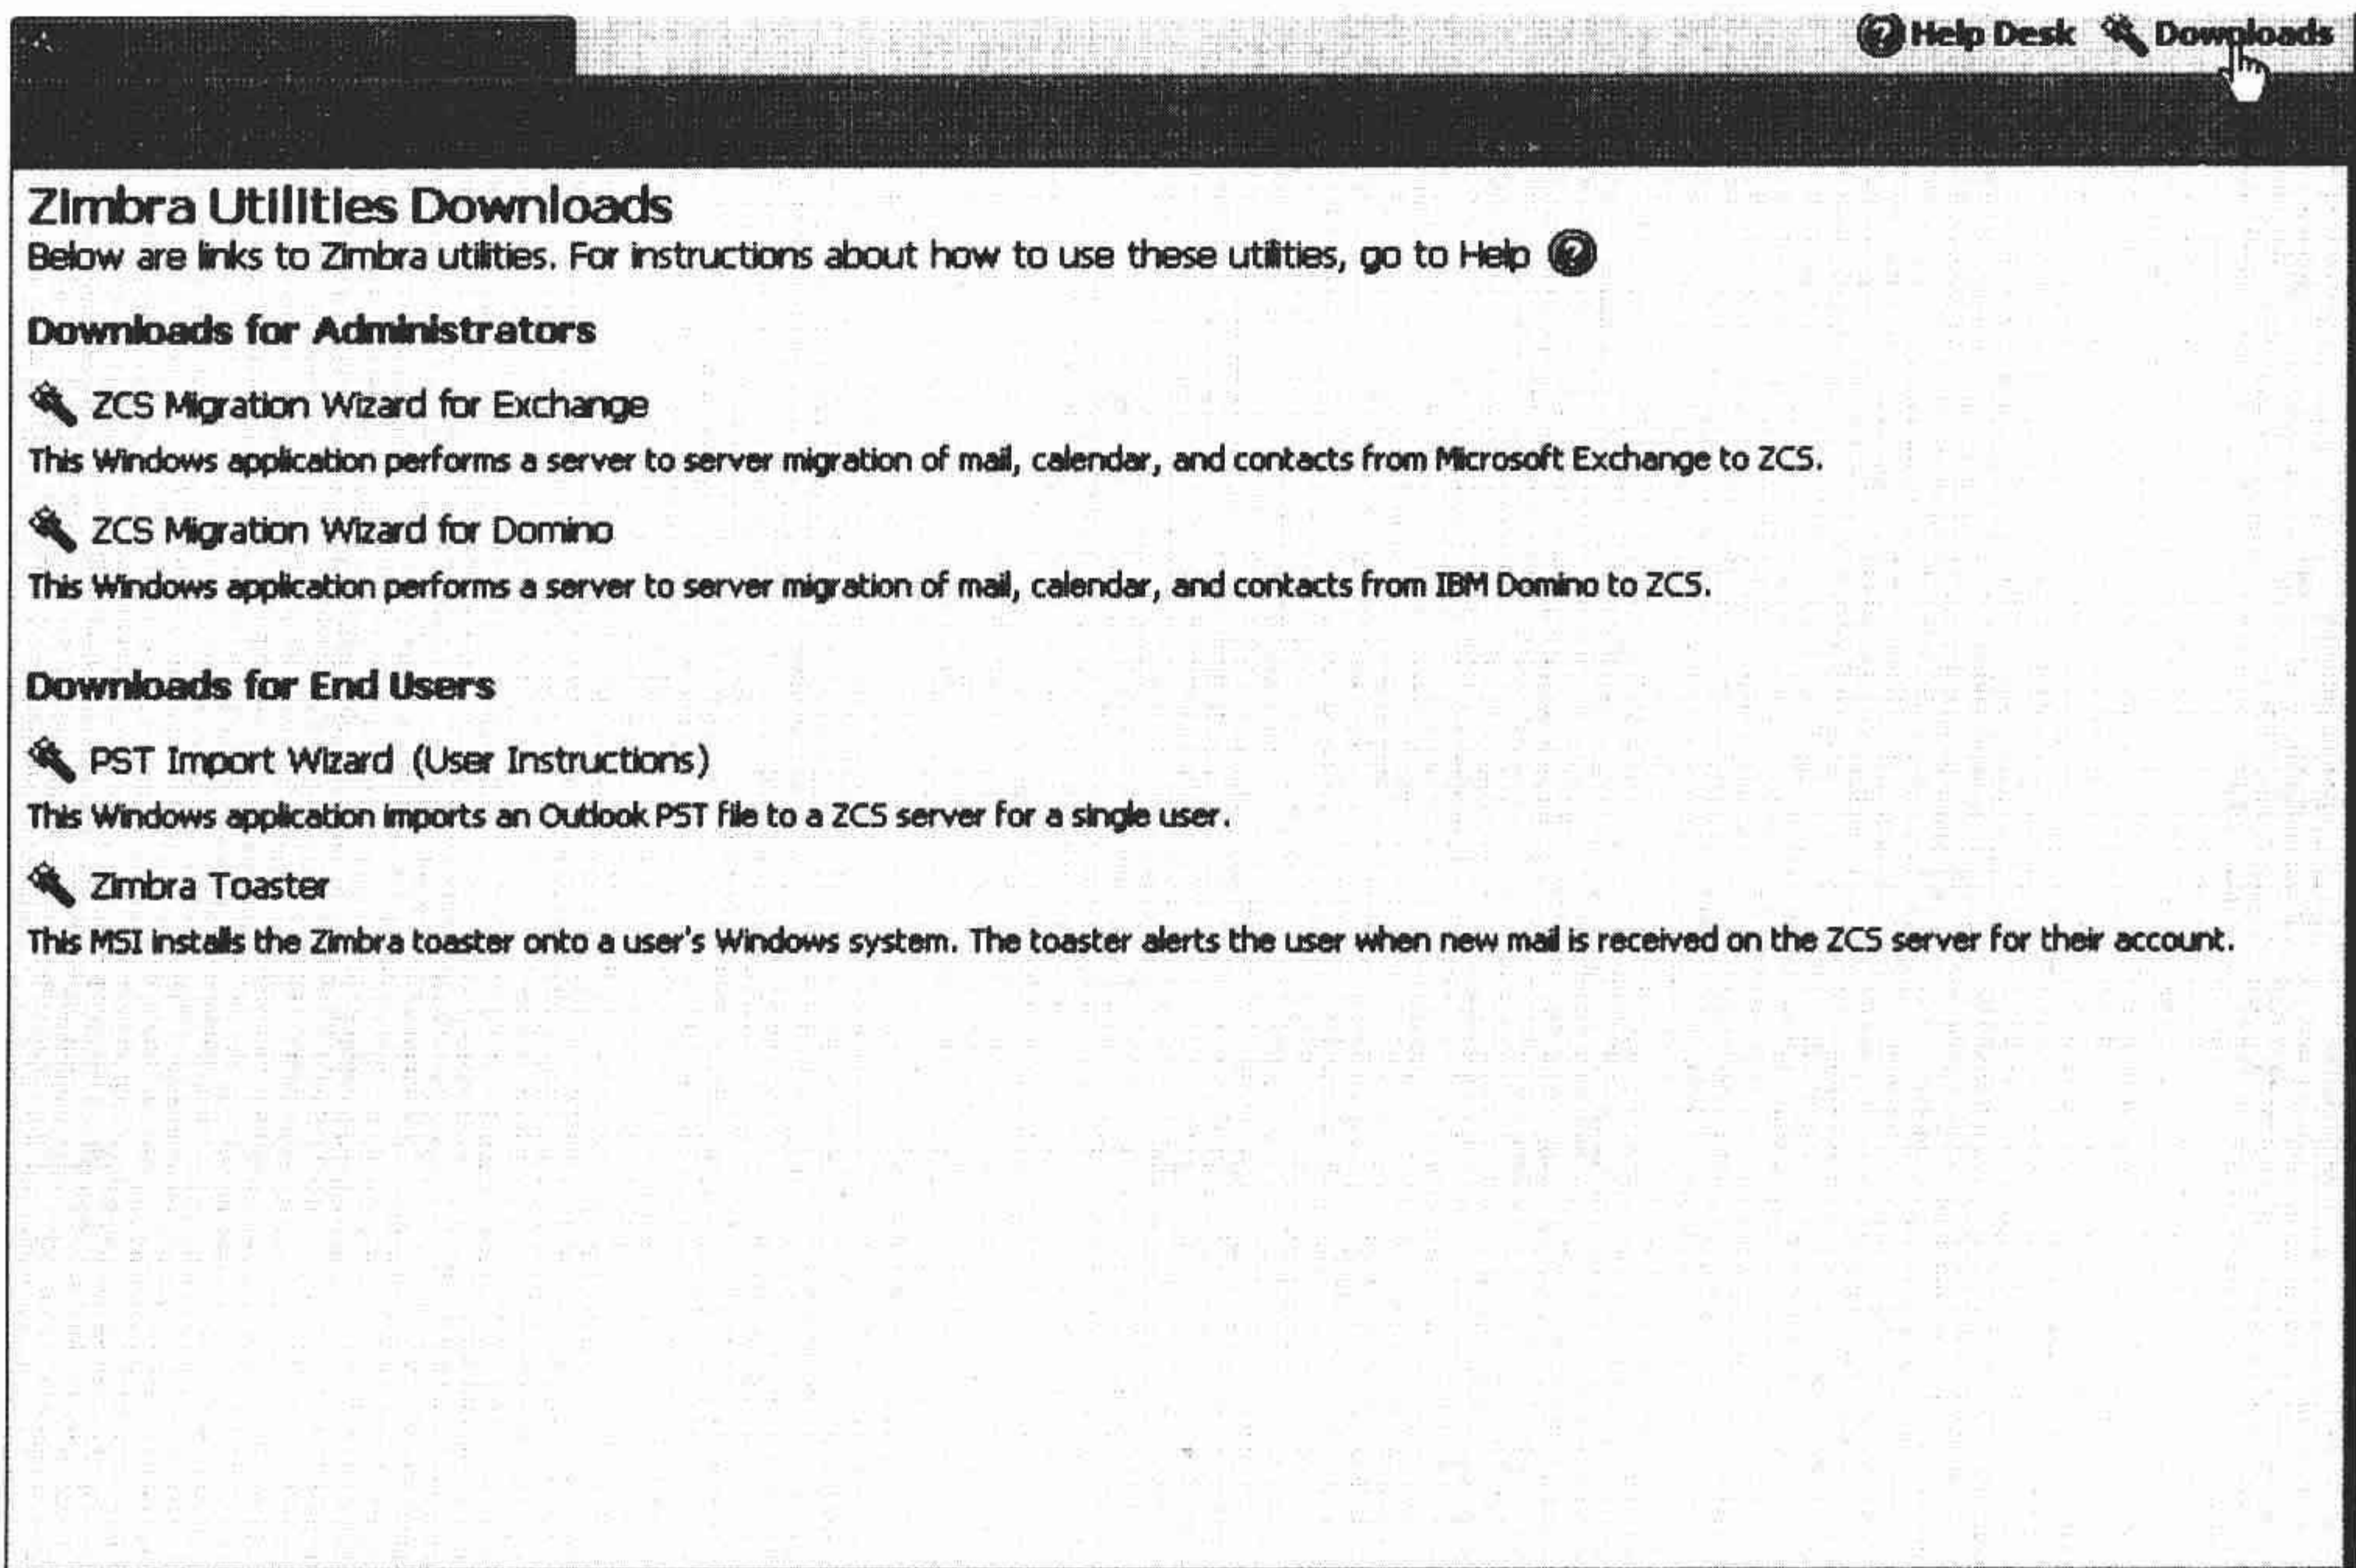 Help Desk Downloads
Zimbra Utilities Downloads
Below are links to Zimbra utilities. For instructions about how to use these utilities, go to Help
Downloads for Administrators
ZCS Migration Wizard for Exchange
This Windows application performs a server to server migration of mail, calendar, and contacts from Microsoft Exchange to ZCS.
ZCS Migration Wizard for Domino
This Windows application performs a server to server migration of mail, calendar, and contacts from IBM Domino to ZCS.
Downloads for End Users
PST Import Wizard (User Instructions)
This Windows application imports an Outlook PST file to a ZCS server for a single user.
Zimbra Toaster
This MSI installs the Zimbra toaster onto a user's Windows system. The toaster alerts the user when new mail is received on the ZCS server for their account.